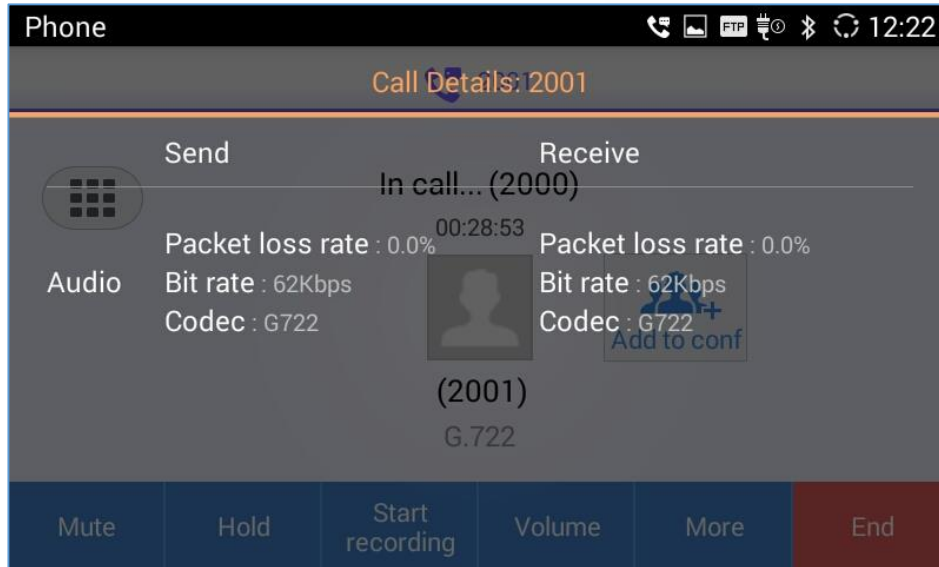 Phone
FTP
12:22
2001
Call Details: 2001
Send
Receive
In call... (2000)
00:28:53
Packet loss rate : 0.0%
Packet loss rate : 0.0%
Audio
Bit rate : 62Kbps
Bit rate : 62Kbps
Codec : G722
Codec : G722
Add to conf
(2001)
G.722
Mute
Hold
Start
recording
Volume
More
End